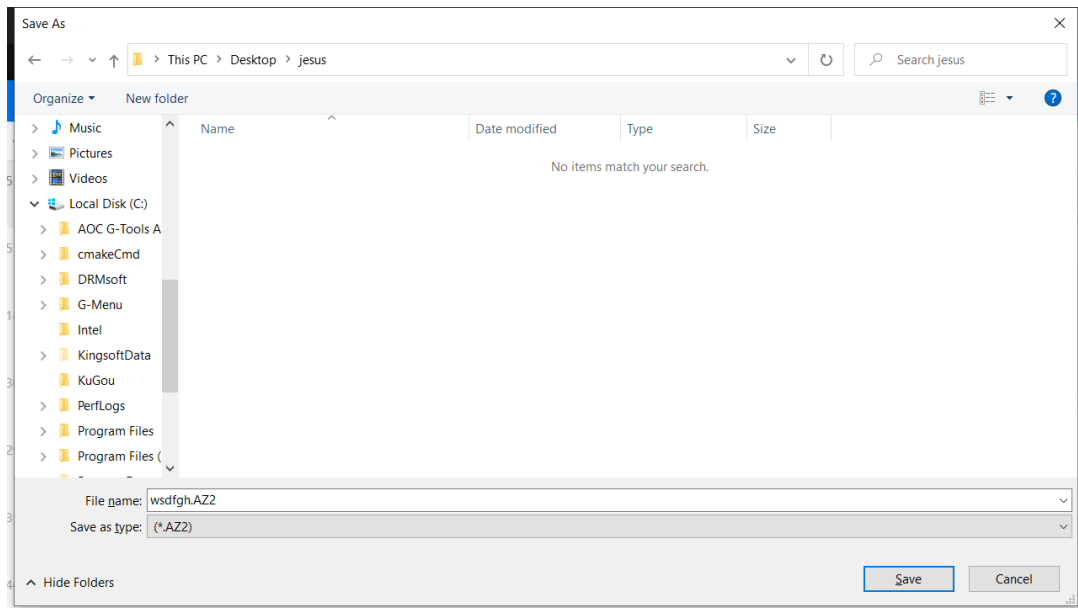 Save As
This PC > Desktop > jesus
Search jesus
Organize
New folder
?
Name
Date modified
Type
Size
No items match your search.
Music
Pictures
Videos
Local Disk (C:)
AOC G-Tools A
cmakeCmd
DRMsoft
G-Menu
Intel
KingsoftData
KuGou
PerfLogs
Program Files
Program Files (
File name: wsdfgh.AZ2
Save as type: (*.AZ2)
Hide Folders
Save
Cancel